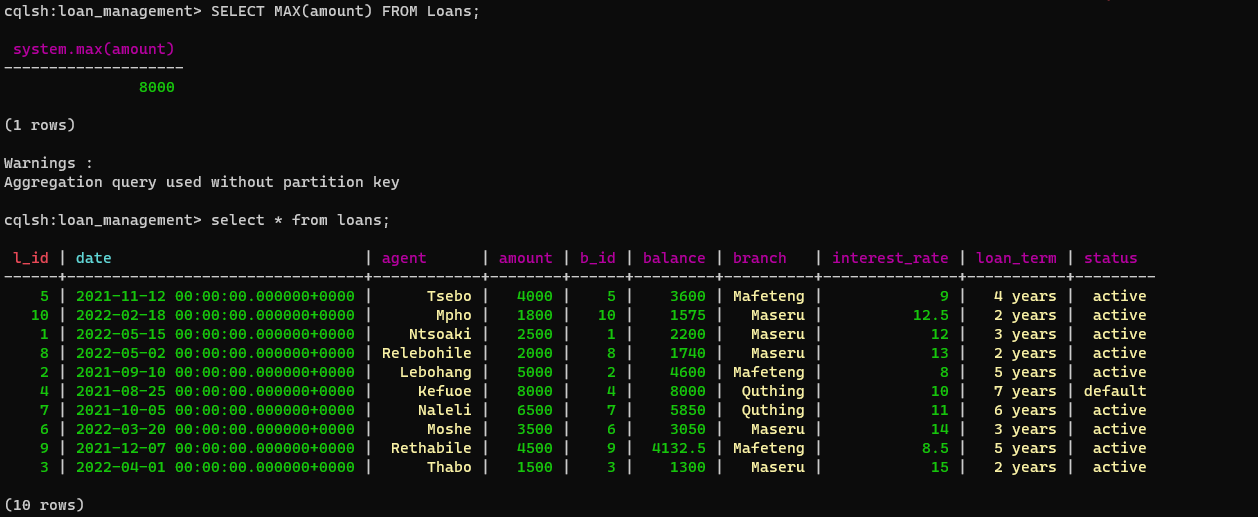 cqlsh:loan_management> SELECT MAX(amount) FROM Loans;
 system.max(amount)
--------------------
               8000
(1 rows)
Warnings :
Aggregation query used without partition key
cqlsh:loan_management> select * from loans;
 l_id | date                            | agent      | amount | b_id | balance | branch   | interest_rate | loan_term | status
------+---------------------------------+------------+--------+------+---------+----------+---------------+-----------+---------
    5 | 2021-11-12 00:00:00.000000+0000 |      Tsebo |   4000 |    5 |    3600 | Mafeteng |             9 |   4 years |  active
   10 | 2022-02-18 00:00:00.000000+0000 |       Mpho |   1800 |   10 |    1575 |   Maseru |          12.5 |   2 years |  active
    1 | 2022-05-15 00:00:00.000000+0000 |    Ntsoaki |   2500 |    1 |    2200 |   Maseru |            12 |   3 years |  active
    8 | 2022-05-02 00:00:00.000000+0000 | Relebohile |   2000 |    8 |    1740 |   Maseru |            13 |   2 years |  active
    2 | 2021-09-10 00:00:00.000000+0000 |   Lebohang |   5000 |    2 |    4600 | Mafeteng |             8 |   5 years |  active
    4 | 2021-08-25 00:00:00.000000+0000 |     Kefuoe |   8000 |    4 |    8000 |  Quthing |            10 |   7 years | default
    7 | 2021-10-05 00:00:00.000000+0000 |     Naleli |   6500 |    7 |    5850 |  Quthing |            11 |   6 years |  active
    6 | 2022-03-20 00:00:00.000000+0000 |      Moshe |   3500 |    6 |    3050 |   Maseru |            14 |   3 years |  active
    9 | 2021-12-07 00:00:00.000000+0000 |  Rethabile |   4500 |    9 |  4132.5 | Mafeteng |           8.5 |   5 years |  active
    3 | 2022-04-01 00:00:00.000000+0000 |      Thabo |   1500 |    3 |    1300 |   Maseru |            15 |   2 years |  active
(10 rows)